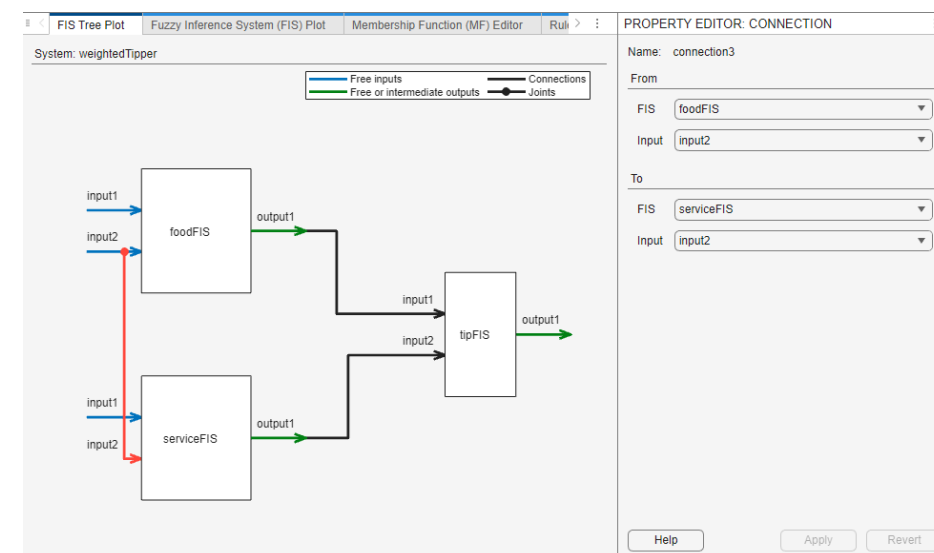 FIS Tree Plot
Fuzzy Inference System (FIS) Plot
Membership Function (MF) Editor
System: weightedTipper
Free inputs
Connections
Free or intermediate outputs
Joints
input1
input2
foodFIS
output1
input1
input2
tipFIS
output1
input1
input2
serviceFIS
output1
PROPERTY EDITOR: CONNECTION
Name: connection3
From
FIS foodFIS
Input input2
To
FIS serviceFIS
Input input2
Help
Apply
Revert